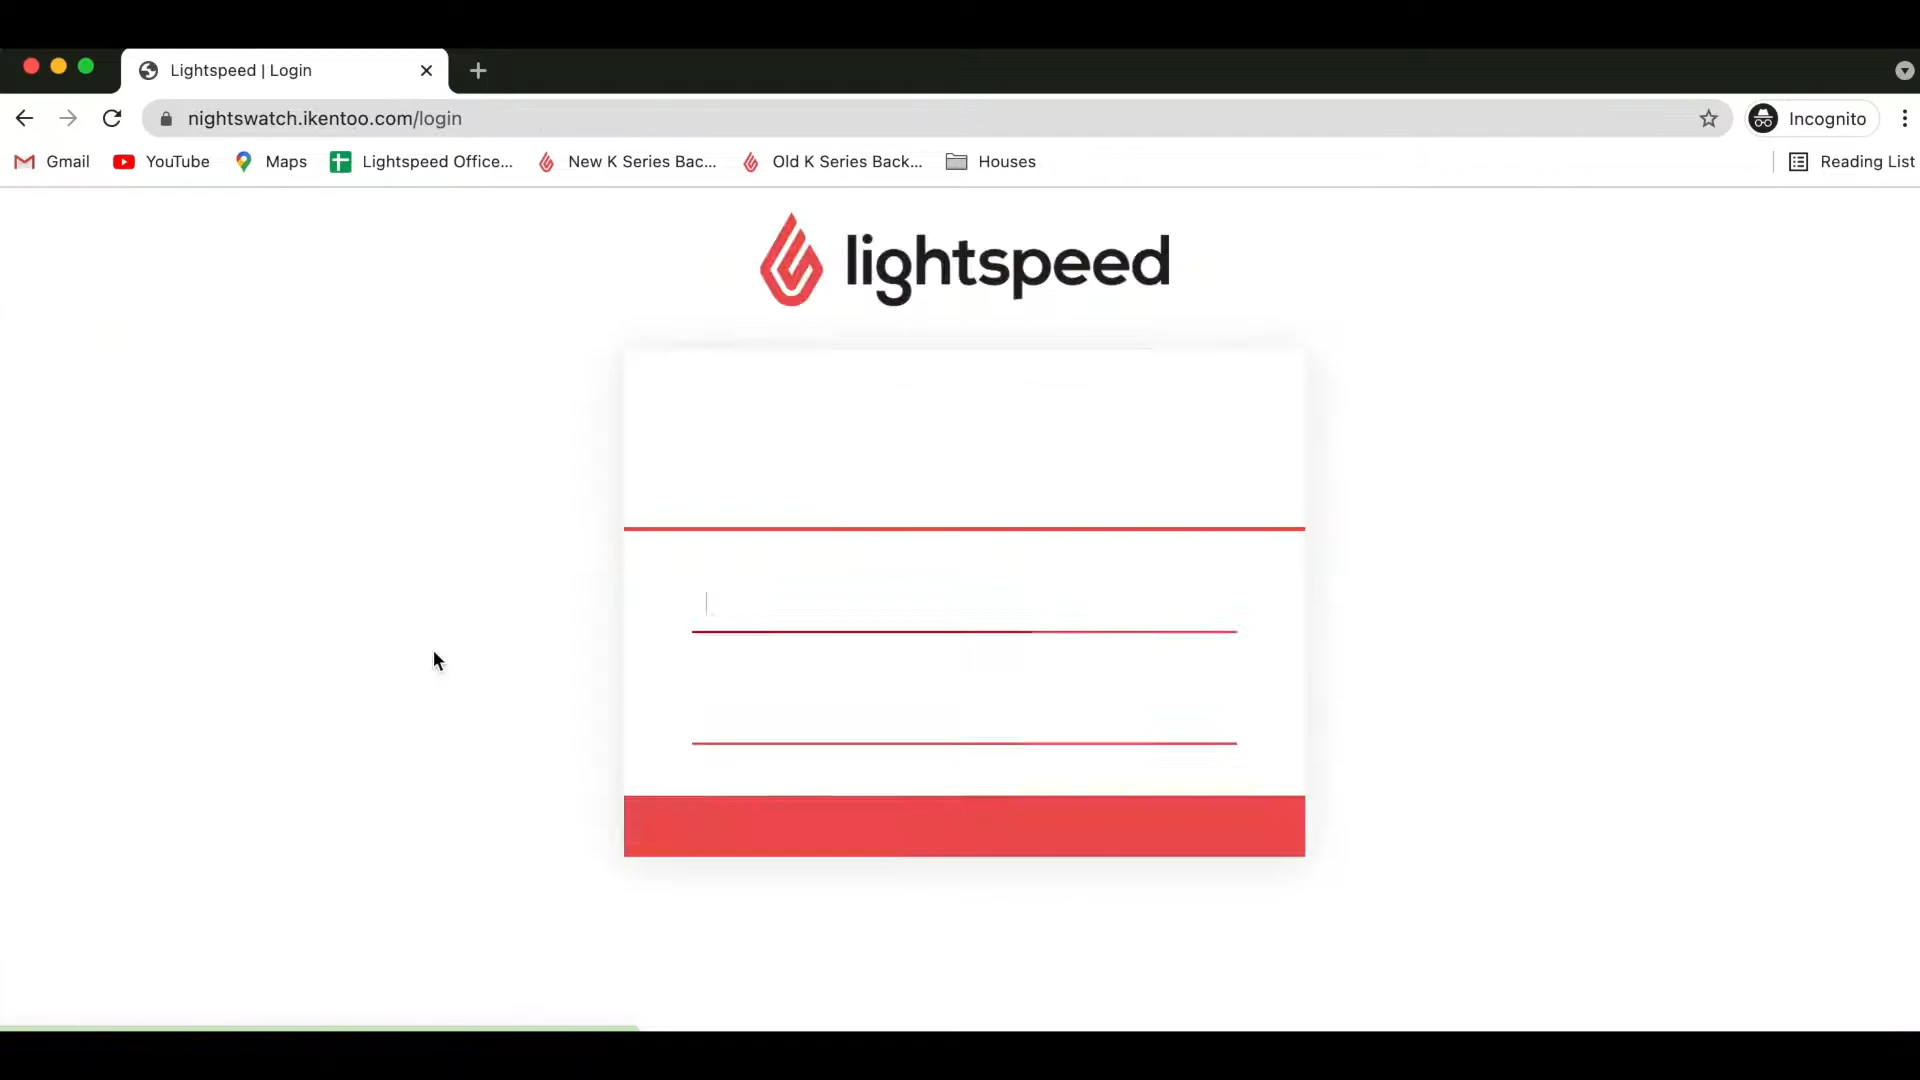 Lightspeed | Login
nightswatch.ikentoo.com/login
Incognito
Gmail
YouTube
Maps
Lightspeed Office...
New K Series Bac...
Old K Series Back...
Houses
Reading List
lightspeed